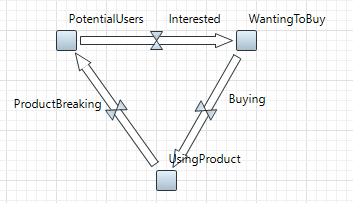 PotentialUsers
Interested
WantingToBuy
ProductBreaking
Buying
UsingProduct